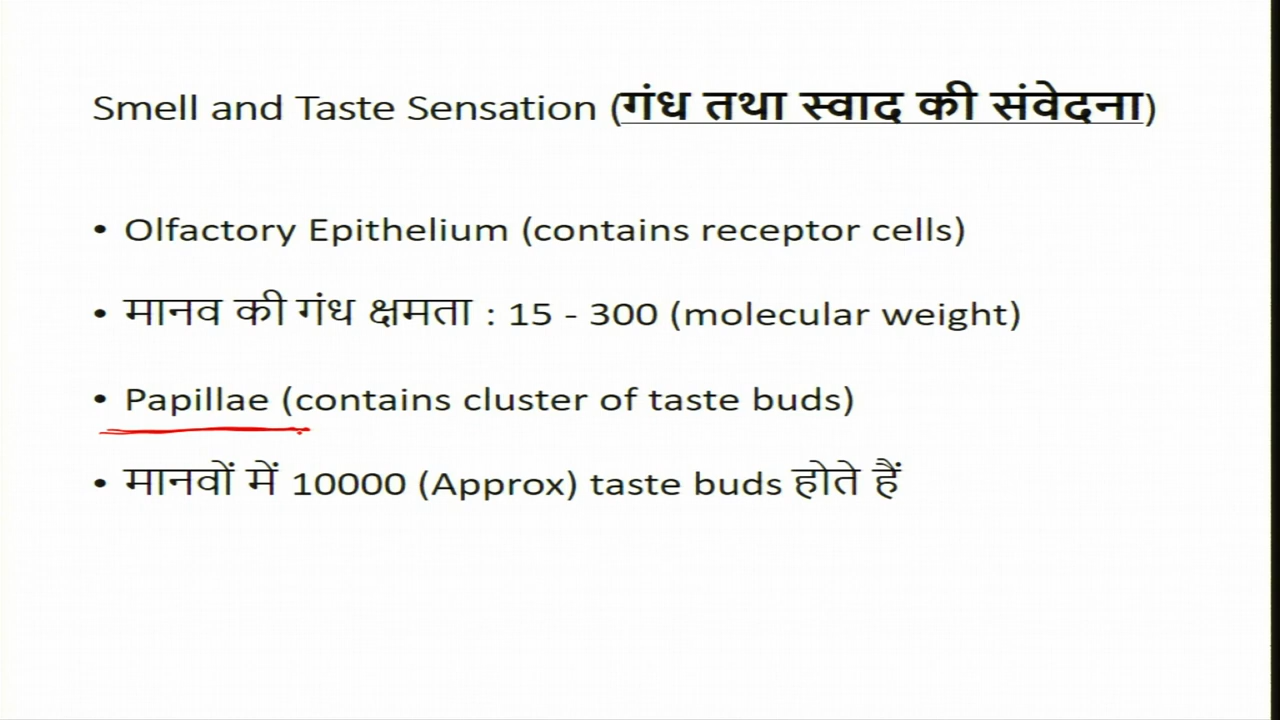 Smell and Taste Sensation (गंध तथा स्वाद की संवेदना)
• Olfactory Epithelium (contains receptor cells)
• मानव की गंध क्षमता : 15 - 300 (molecular weight)
• Papillae (contains cluster of taste buds)
• मानवों में 10000 (Approx) taste buds होते हैं